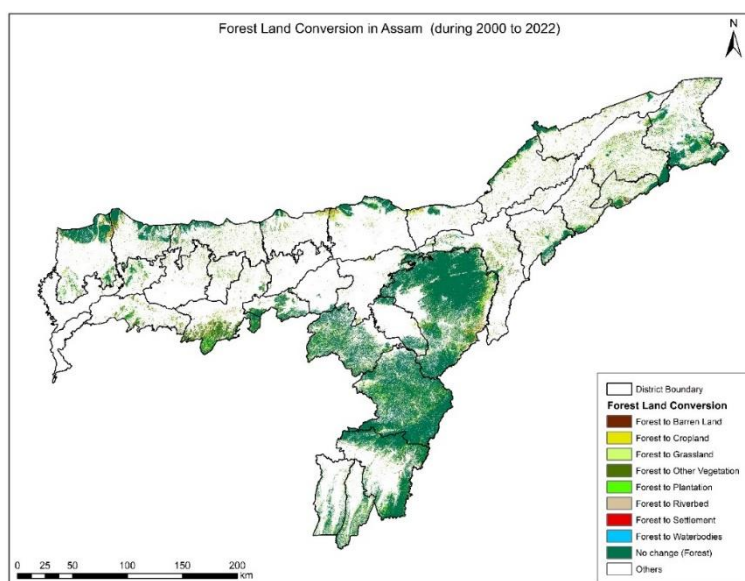 Forest Land Conversion in Assam (during 2000 to 2022)
N
District Boundary
Forest Land Conversion
Forest to Barren Land
Forest to Cropland
Forest to Grassland
Forest to Other Vegetation
Forest to Plantation
Forest to Riverbed
Forest to Settlement
Forest to Waterbodies
No change (Forest)
Others
0 25 50 100 150 200
km